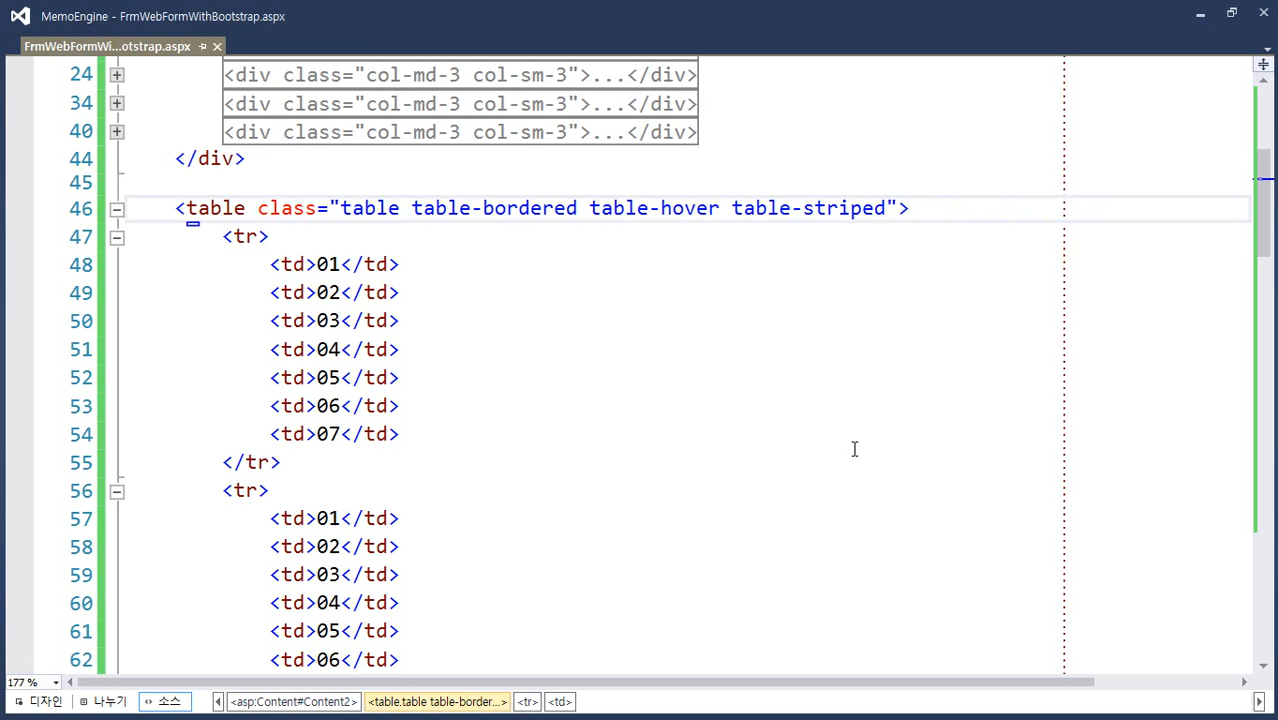 MemoEngine - FrmWebFormWithBootstrap.aspx
FrmWebFormWi...otstrap.aspx
24 <div class="col-md-3 col-sm-3">...</div>
34 <div class="col-md-3 col-sm-3">...</div>
40 <div class="col-md-3 col-sm-3">...</div>
44 </div>
45
46 <table class="table table-bordered table-hover table-striped">
47 <tr>
48 <td>01</td>
49 <td>02</td>
50 <td>03</td>
51 <td>04</td>
52 <td>05</td>
53 <td>06</td>
54 <td>07</td>
55 </tr>
56 <tr>
57 <td>01</td>
58 <td>02</td>
59 <td>03</td>
60 <td>04</td>
61 <td>05</td>
62 <td>06</td>
177 %
디자인 나누기 소스 <asp:Content#Content2> <table.table table-border...> <tr> <td>